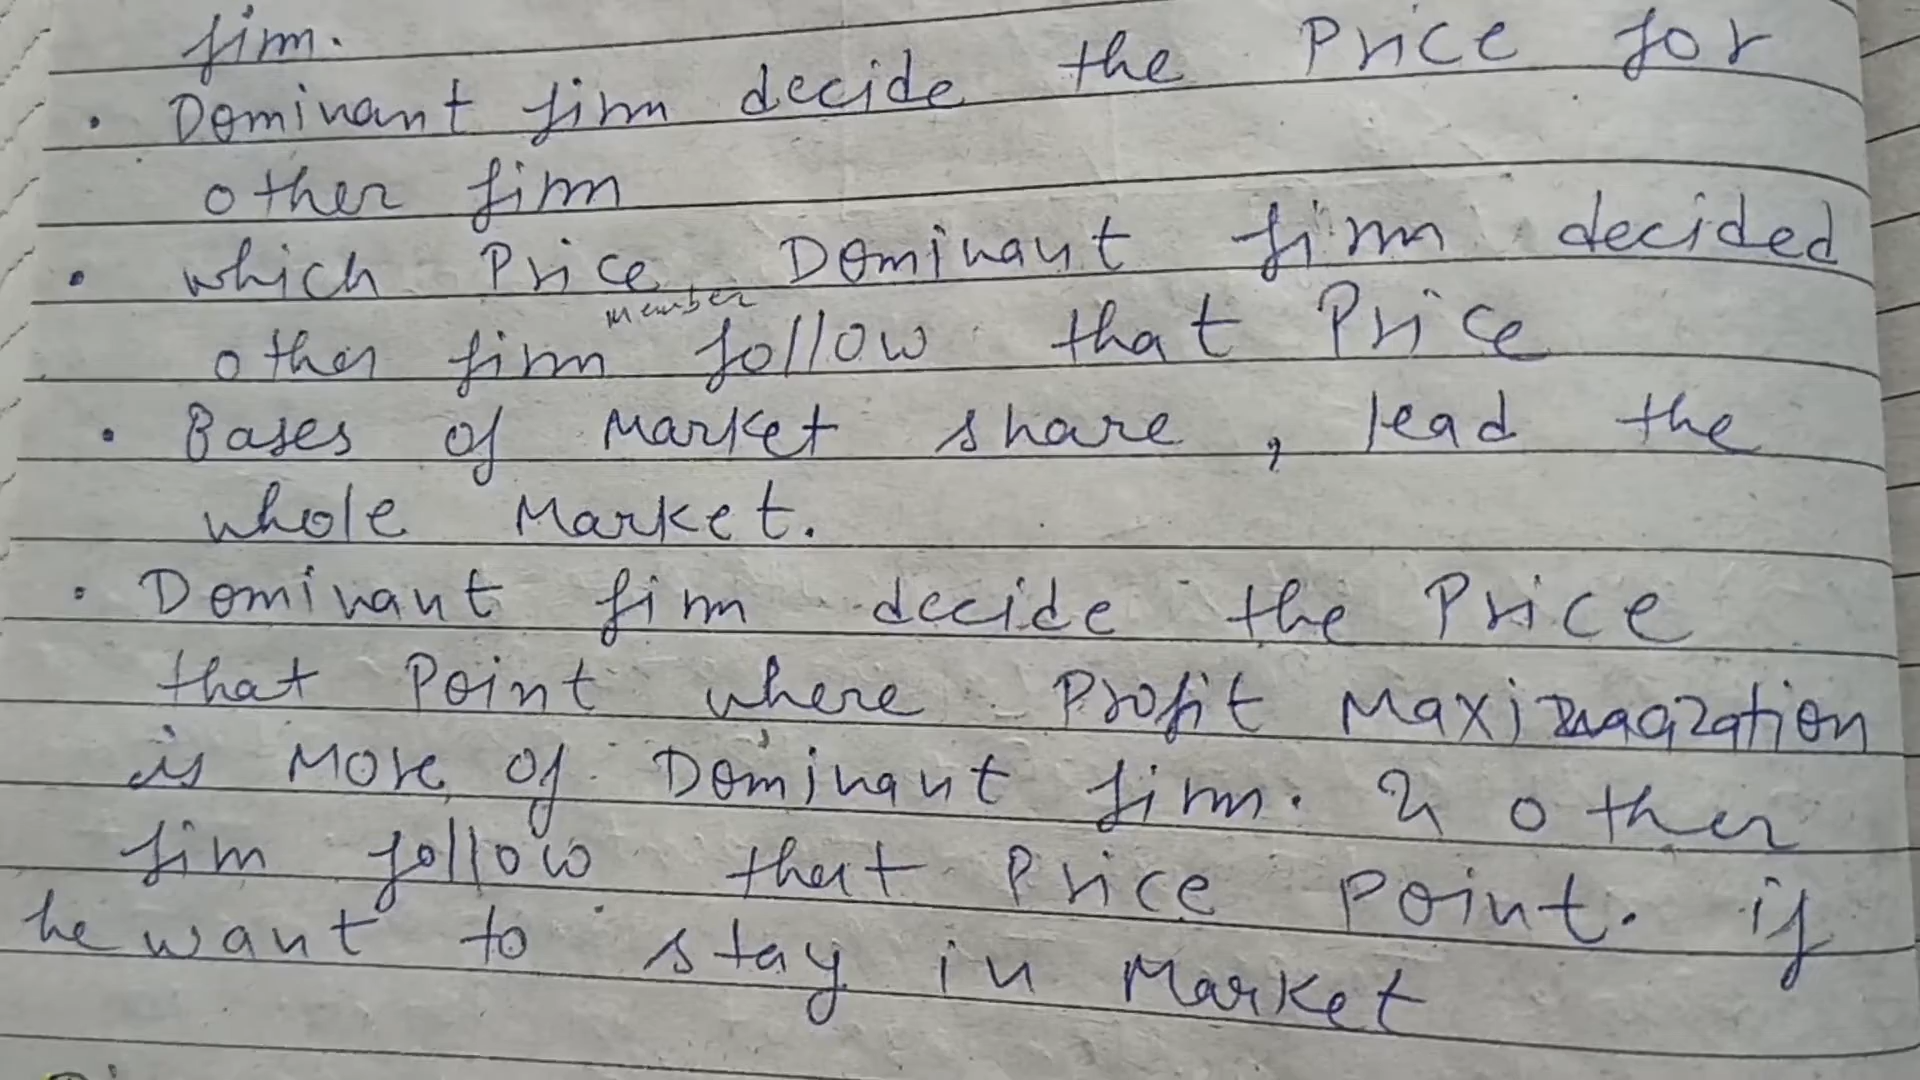 firm.
• Dominant firm decide the Price for
other firm
• which Price Dominant firm decided
member
other firm follow that Price
• Bases of Market share, lead the
whole Market.
• Dominant firm decide the Price
that Point where Profit
is More of Dominant firm. & other
firm follow that Price Point. if
he want to stay in Market